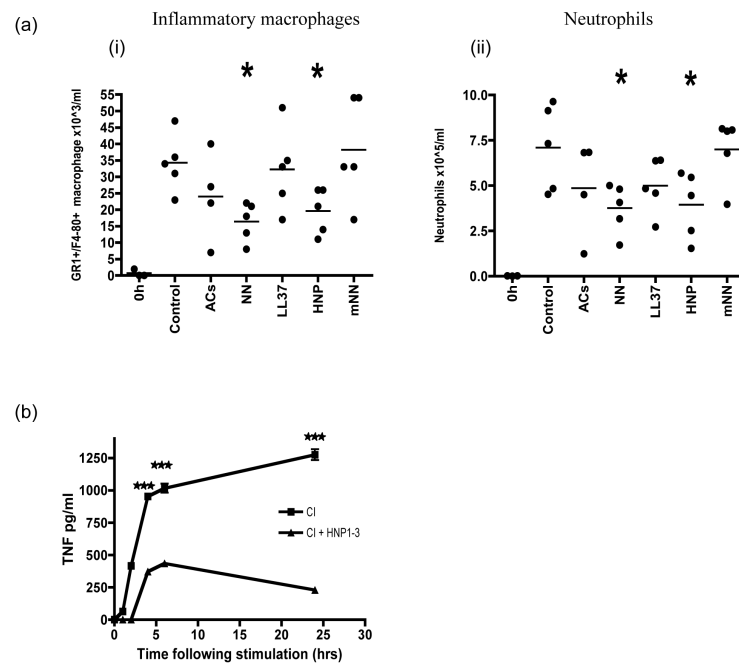 (a)
Inflammatory macrophages
Neutrophils
(i)
(ii)
*
*
*
*
GR1+/F4-80+ macrophage x10^3/ml
55
50
45
40
35
30
25
20
15
10
5
0
0h
Control
ACs
NN
LL37
HNP
mNN
Neutrophils x10^5/ml
10.0
7.5
5.0
2.5
0.0
0h
Control
ACs
NN
LL37
HNP
mNN
(b)
TNF pg/ml
1250
1000
750
500
250
0
***
***
***
CI
CI + HNP1-3
0 5 10 15 20 25 30
Time following stimulation (hrs)